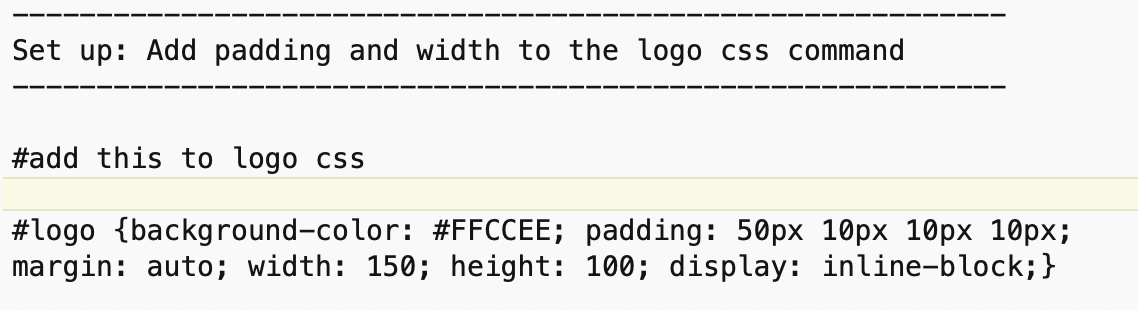 ------------------------------------------------------------
Set up: Add padding and width to the logo css command
------------------------------------------------------------
#add this to logo css
#logo {background-color: #FFCCEE; padding: 50px 10px 10px 10px;
margin: auto; width: 150; height: 100; display: inline-block;}